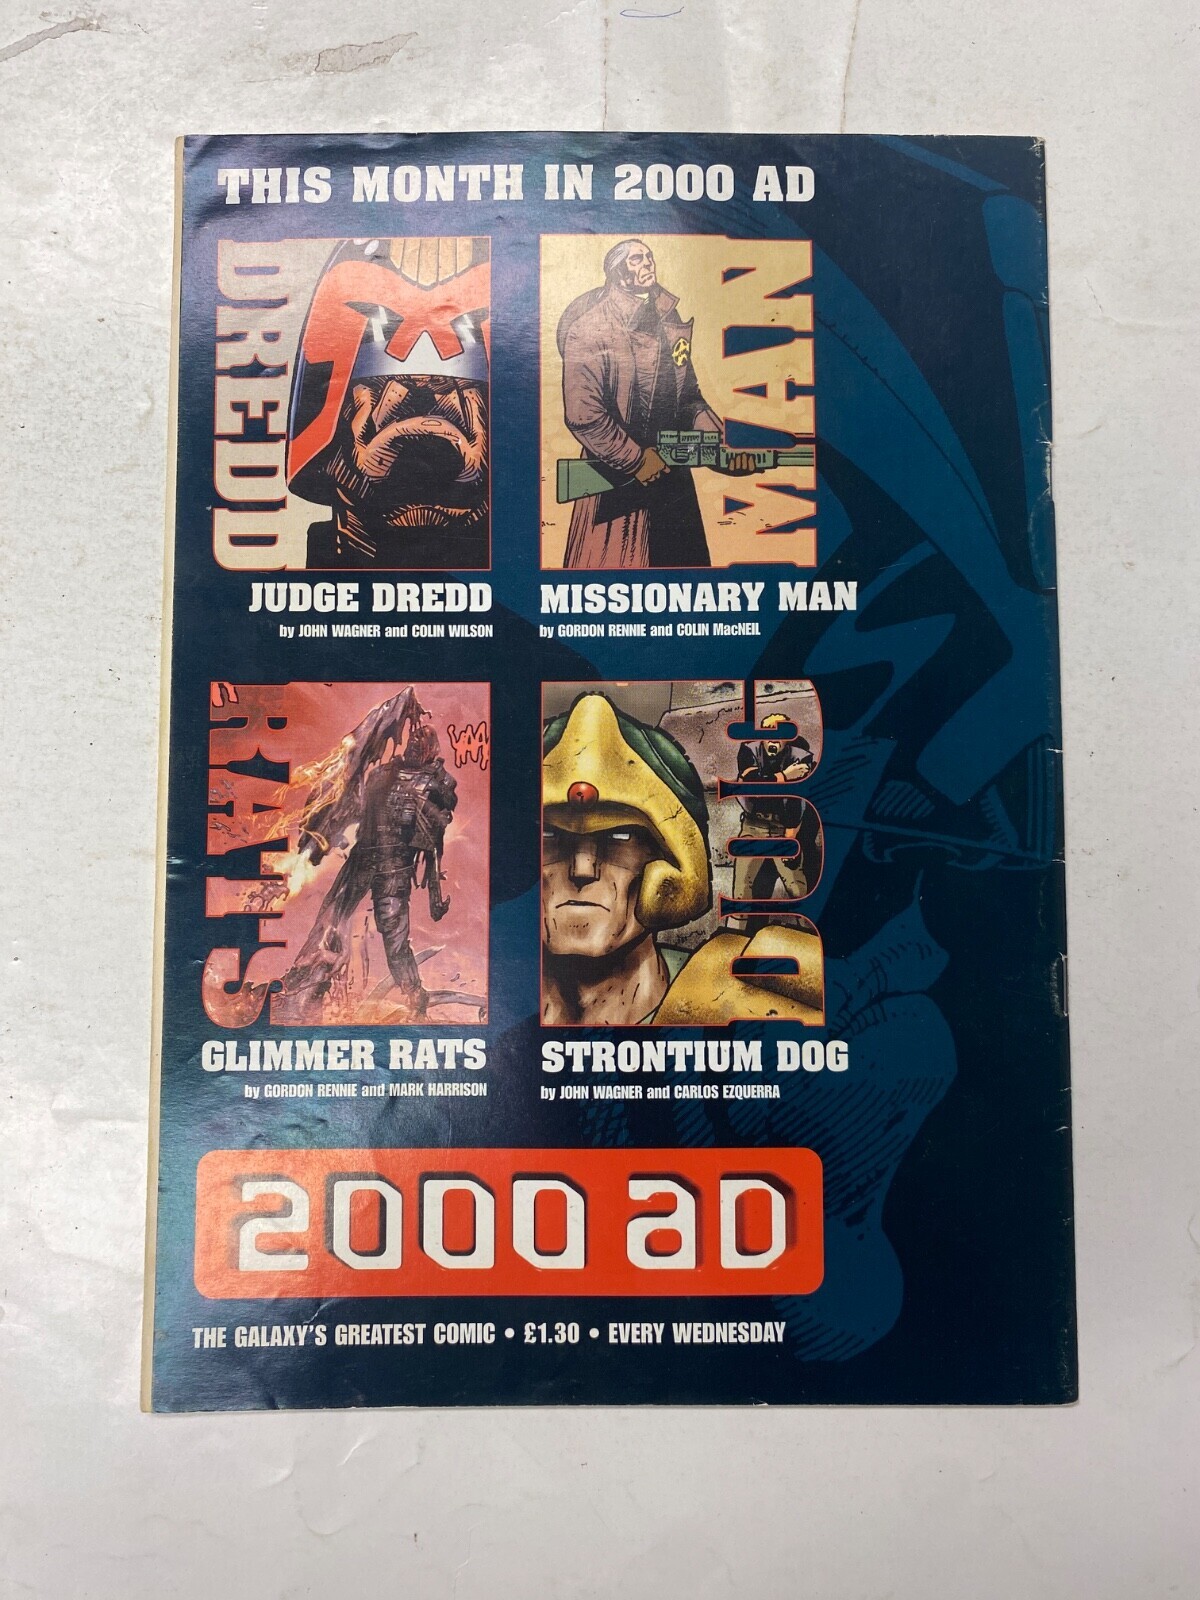 THIS MONTH IN 2000 AD
DREDD
MAN
JUDGE DREDD
by JOHN WAGNER and COLIN WILSON
MISSIONARY MAN
by GORDON RENNIE and COLIN MacNEIL
RATS
DOG
GLIMMER RATS
by GORDON RENNIE and MARK HARRISON
STRONTIUM DOG
by JOHN WAGNER and CARLOS EZQUERRA
2000 aD
THE GALAXY'S GREATEST COMIC • £1.30 • EVERY WEDNESDAY